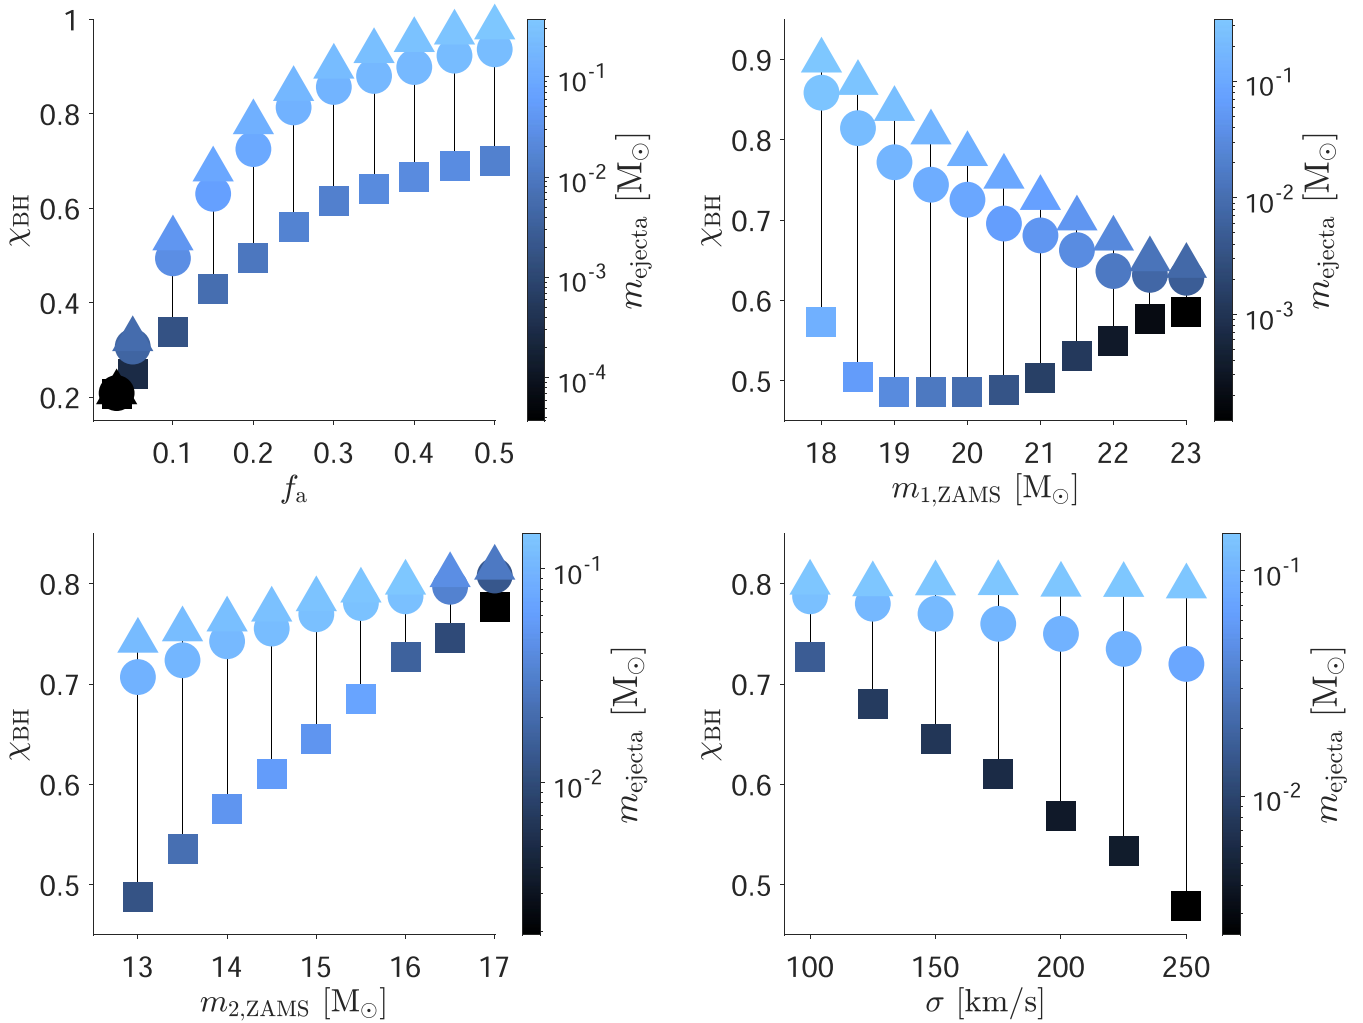 1
0.8
0.6
0.4
0.2
χBH
0.1 0.2 0.3 0.4 0.5
fa
10-1
10-2
10-3
10-4
mejecta [M⊙]
0.9
0.8
0.7
0.6
0.5
χBH
18 19 20 21 22 23
m1,ZAMS [M⊙]
10-1
10-2
10-3
mejecta [M⊙]
0.8
0.7
0.6
0.5
χBH
13 14 15 16 17
m2,ZAMS [M⊙]
10-1
10-2
mejecta [M⊙]
0.8
0.7
0.6
0.5
χBH
100 150 200 250
σ [km/s]
10-1
10-2
mejecta [M⊙]